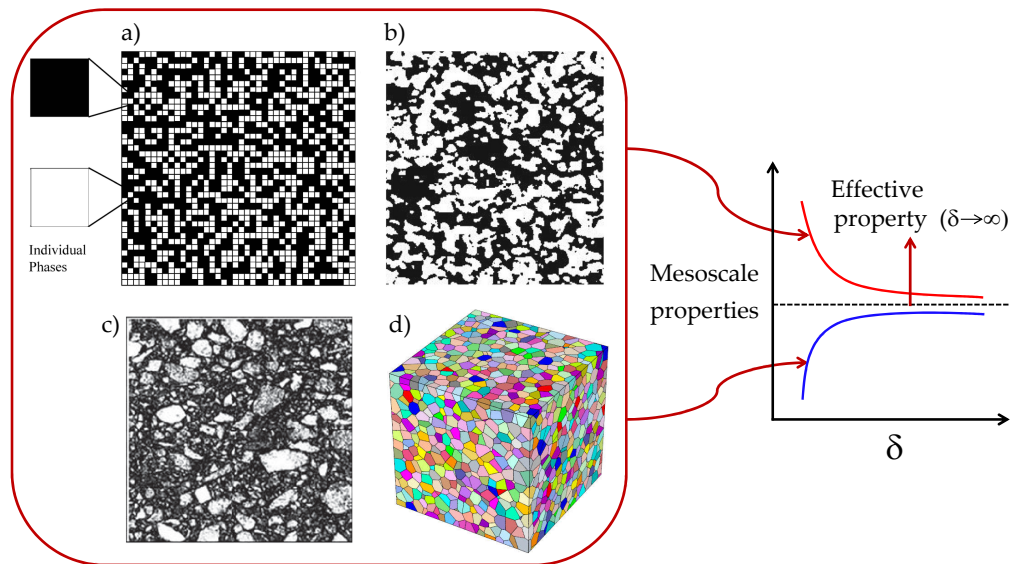 a)
b)
Individual
Phases
c)
d)
Effective
property (δ→∞)
Mesoscale
properties
δ